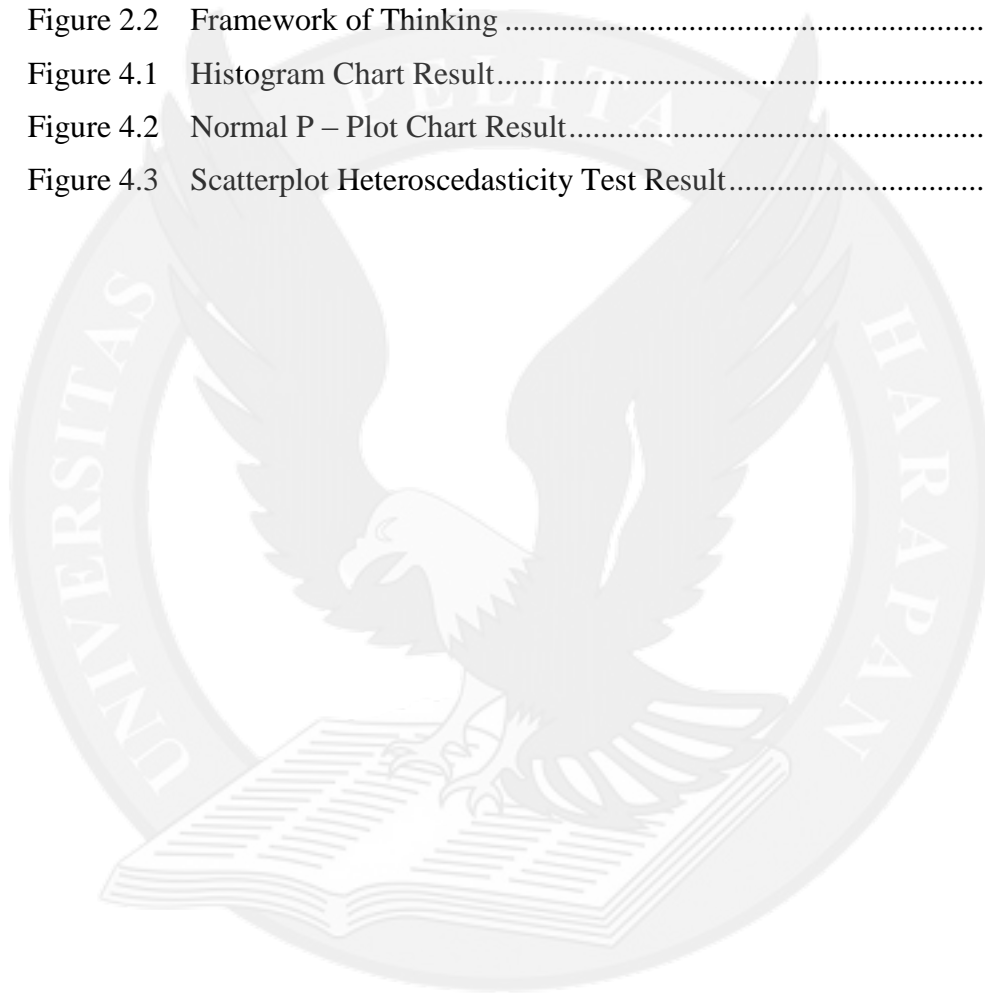 Figure 2.2 Framework of Thinking ................................................................
Figure 4.1 Histogram Chart Result.................................................................
Figure 4.2 Normal P – Plot Chart Result.......................................................
Figure 4.3 Scatterplot Heteroscedasticity Test Result..................................
UNIVERSITAS PELITA HARAPAN